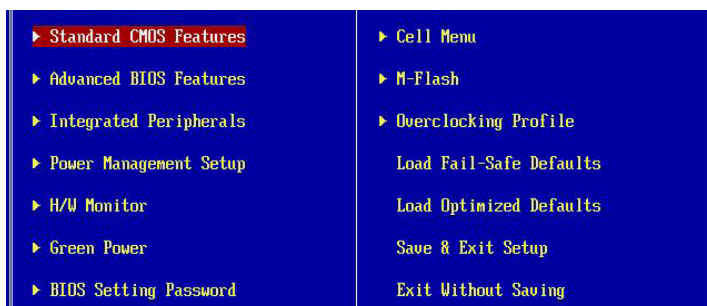 Standard CMOS Features
Advanced BIOS Features
Integrated Peripherals
Power Management Setup
H/W Monitor
Green Power
BIOS Setting Password
Cell Menu
M-Flash
Overclocking Profile
Load Fail-Safe Defaults
Load Optimized Defaults
Save & Exit Setup
Exit Without Saving